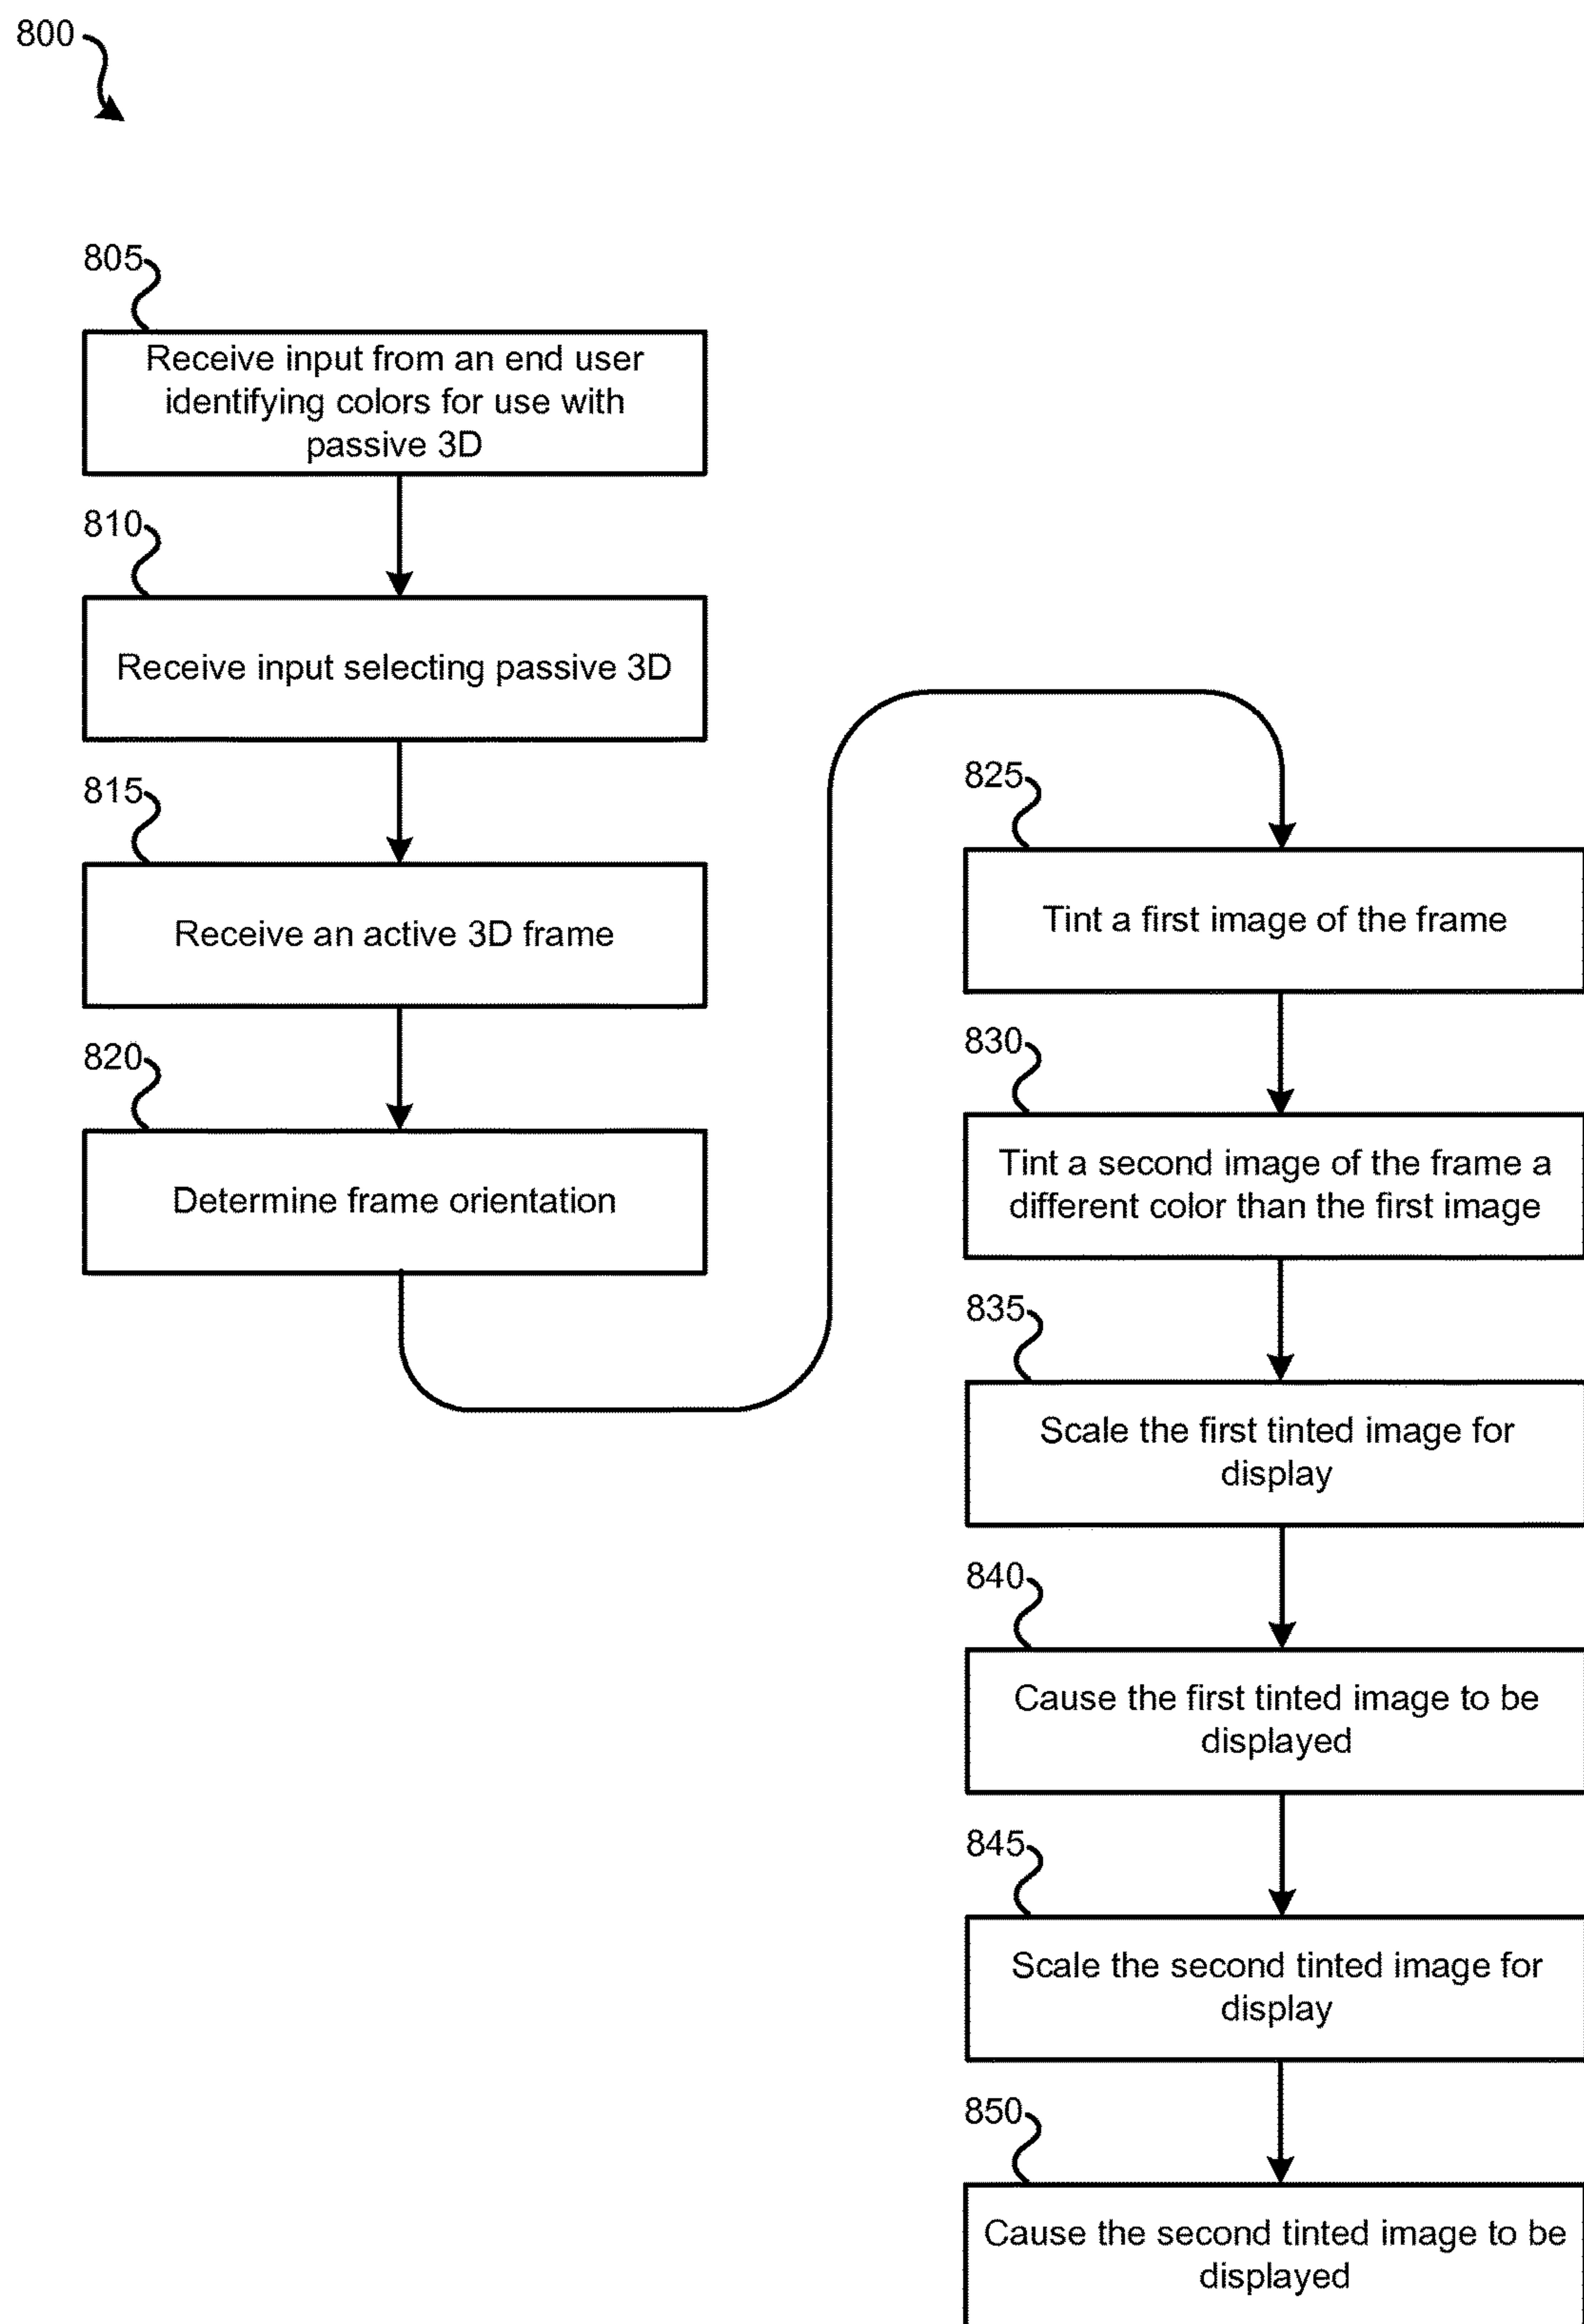 800
805
Receive input from an end user
identifying colors for use with
passive 3D
810
Receive input selecting passive 3D
815
Receive an active 3D frame
820
Determine frame orientation
825
Tint a first image of the frame
830
Tint a second image of the frame a
different color than the first image
835
Scale the first tinted image for
display
840
Cause the first tinted image to be
displayed
845
Scale the second tinted image for
display
850
Cause the second tinted image to be
displayed